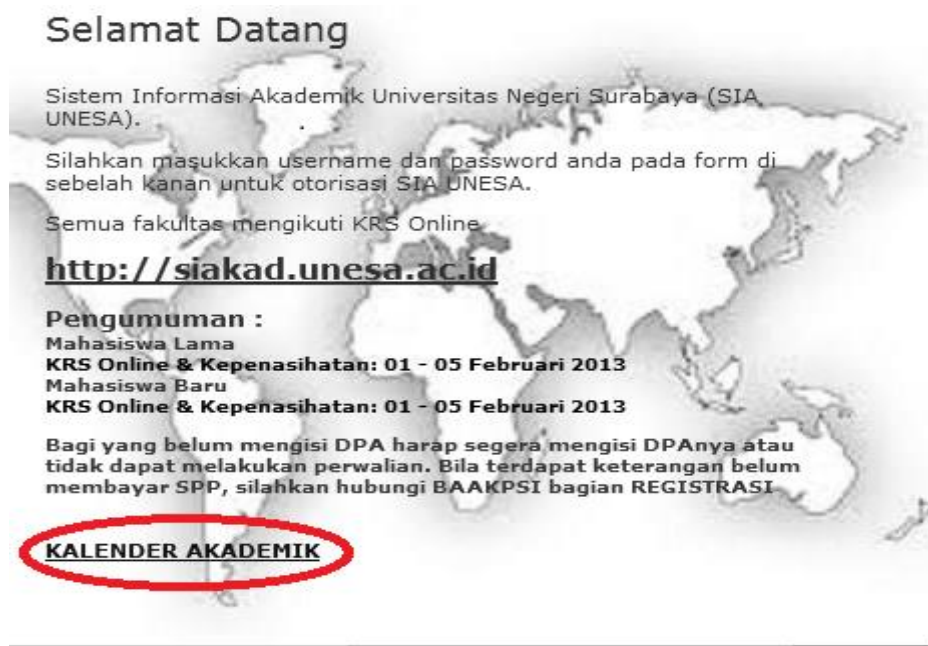 Selamat Datang
Sistem Informasi Akademik Universitas Negeri Surabaya (SIA
UNESA).
Silahkan masukkan username dan password anda pada form di
sebelah kanan untuk otorisasi SIA UNESA.
Semua fakultas mengikuti KRS Online
http://siakad.unesa.ac.id
Pengumuman :
Mahasiswa Lama
KRS Online & Kepenasihatan: 01 - 05 Februari 2013
Mahasiswa Baru
KRS Online & Kepenasihatan: 01 - 05 Februari 2013
Bagi yang belum mengisi DPA harap segera mengisi DPAnya atau
tidak dapat melakukan perwalian. Bila terdapat keterangan belum
membayar SPP, silahkan hubungi BAAKPSI bagian REGISTRASI
KALENDER AKADEMIK